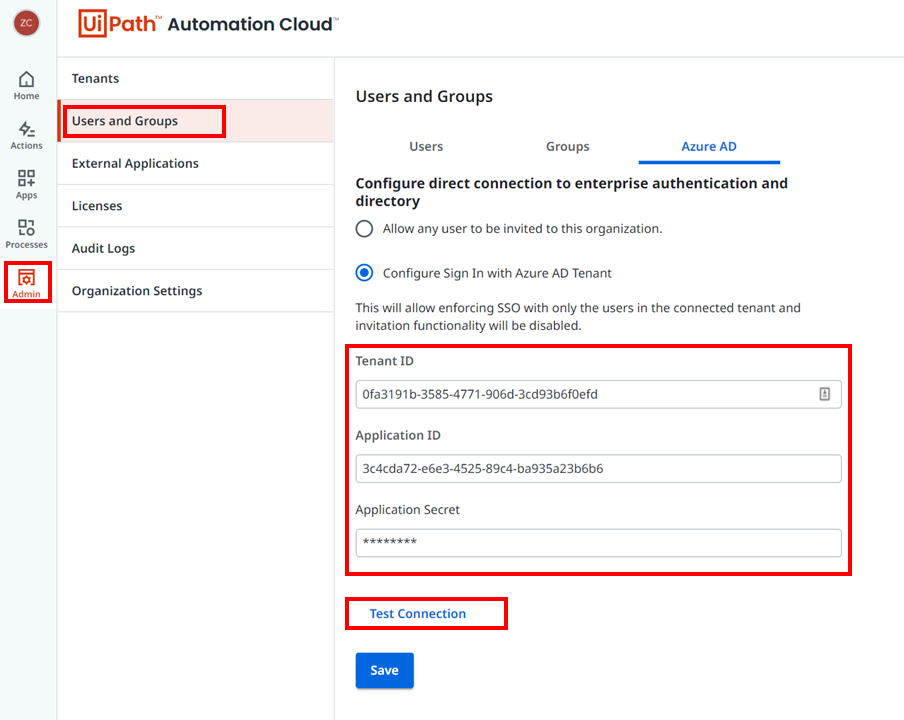 ZC
UiPath™ Automation Cloud™
Home
Actions
Apps
Processes
Admin
Tenants
Users and Groups
External Applications
Licenses
Audit Logs
Organization Settings
Users and Groups
Users
Groups
Azure AD
Configure direct connection to enterprise authentication and
directory
Allow any user to be invited to this organization.
Configure Sign In with Azure AD Tenant
This will allow enforcing SSO with only the users in the connected tenant and
invitation functionality will be disabled.
Tenant ID
0fa3191b-3585-4771-906d-3cd93b6f0efd
Application ID
3c4cda72-e6e3-4525-89c4-ba935a23b6b6
Application Secret
********
Test Connection
Save